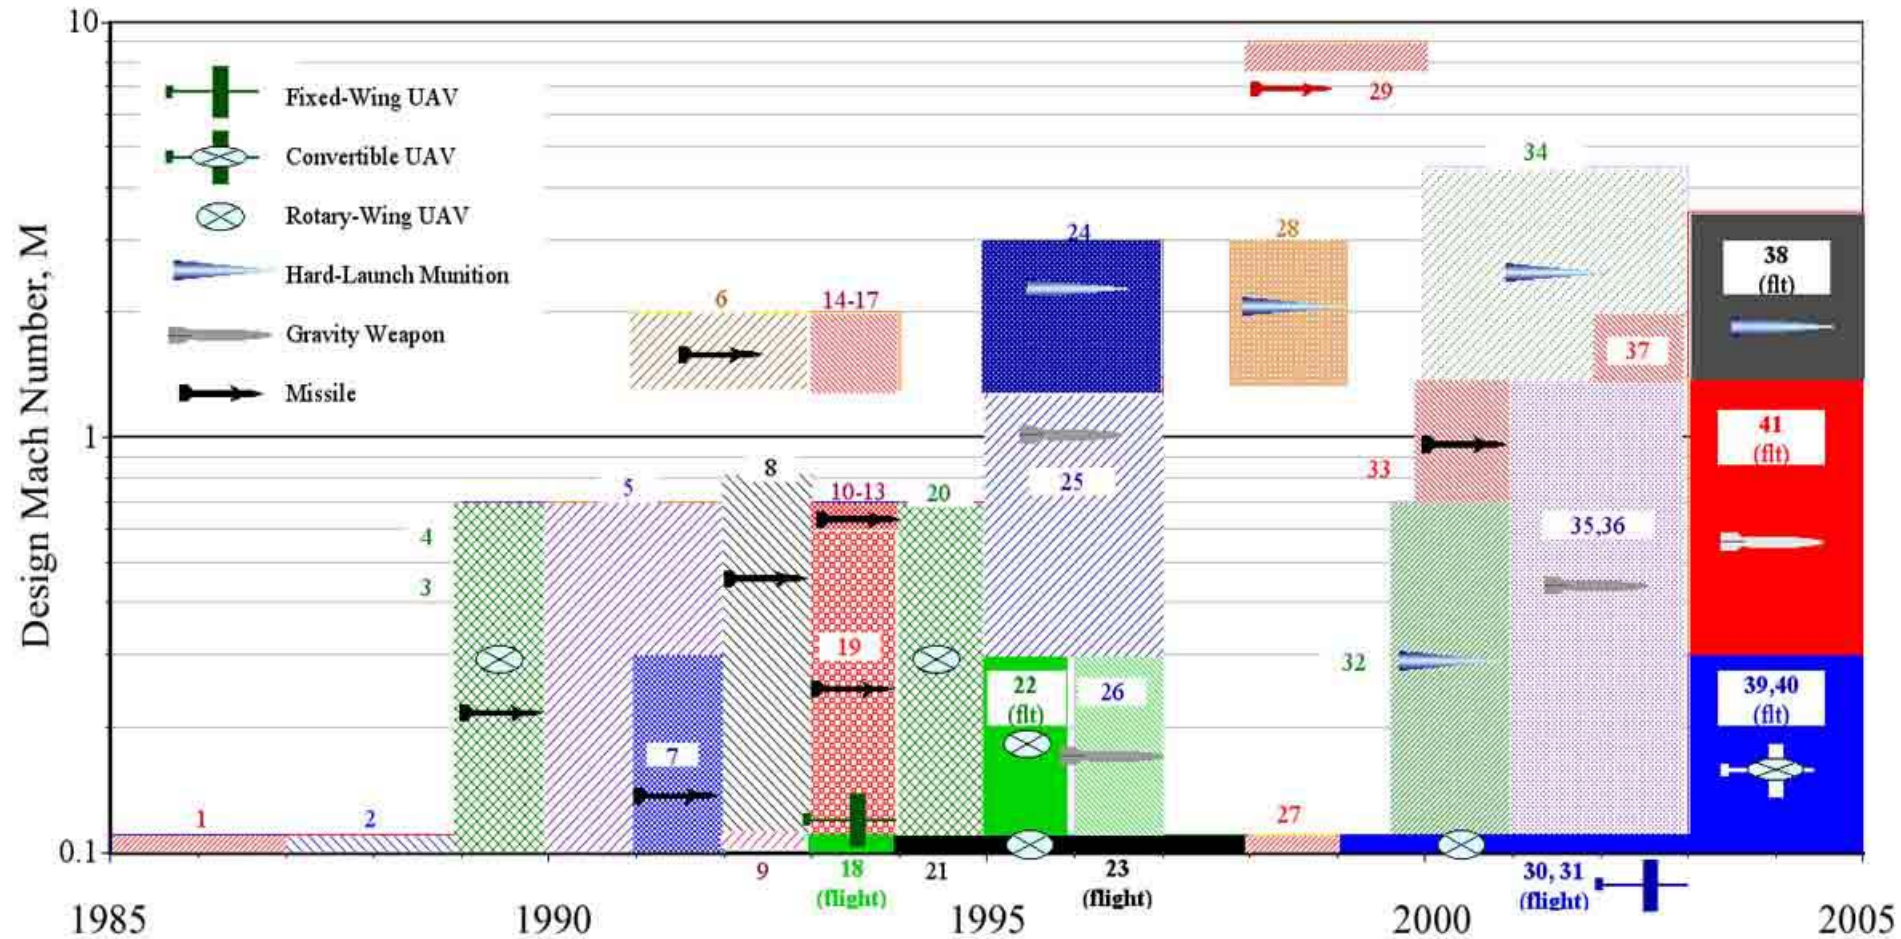 10
Fixed-Wing UAV
Convertible UAV
Rotary-Wing UAV
Hard-Launch Munition
Gravity Weapon
Missile
Design Mach Number, M
29
34
24
28
38
(flt)
6
14-17
37
1
8
5
10-13
20
25
33
41
(flt)
35,36
4
3
19
22
(flt)
26
32
39,40
(flt)
7
1
2
27
0.1
9
18
(flight)
21
23
(flight)
30, 31
(flight)
1985
1990
1995
2000
2005